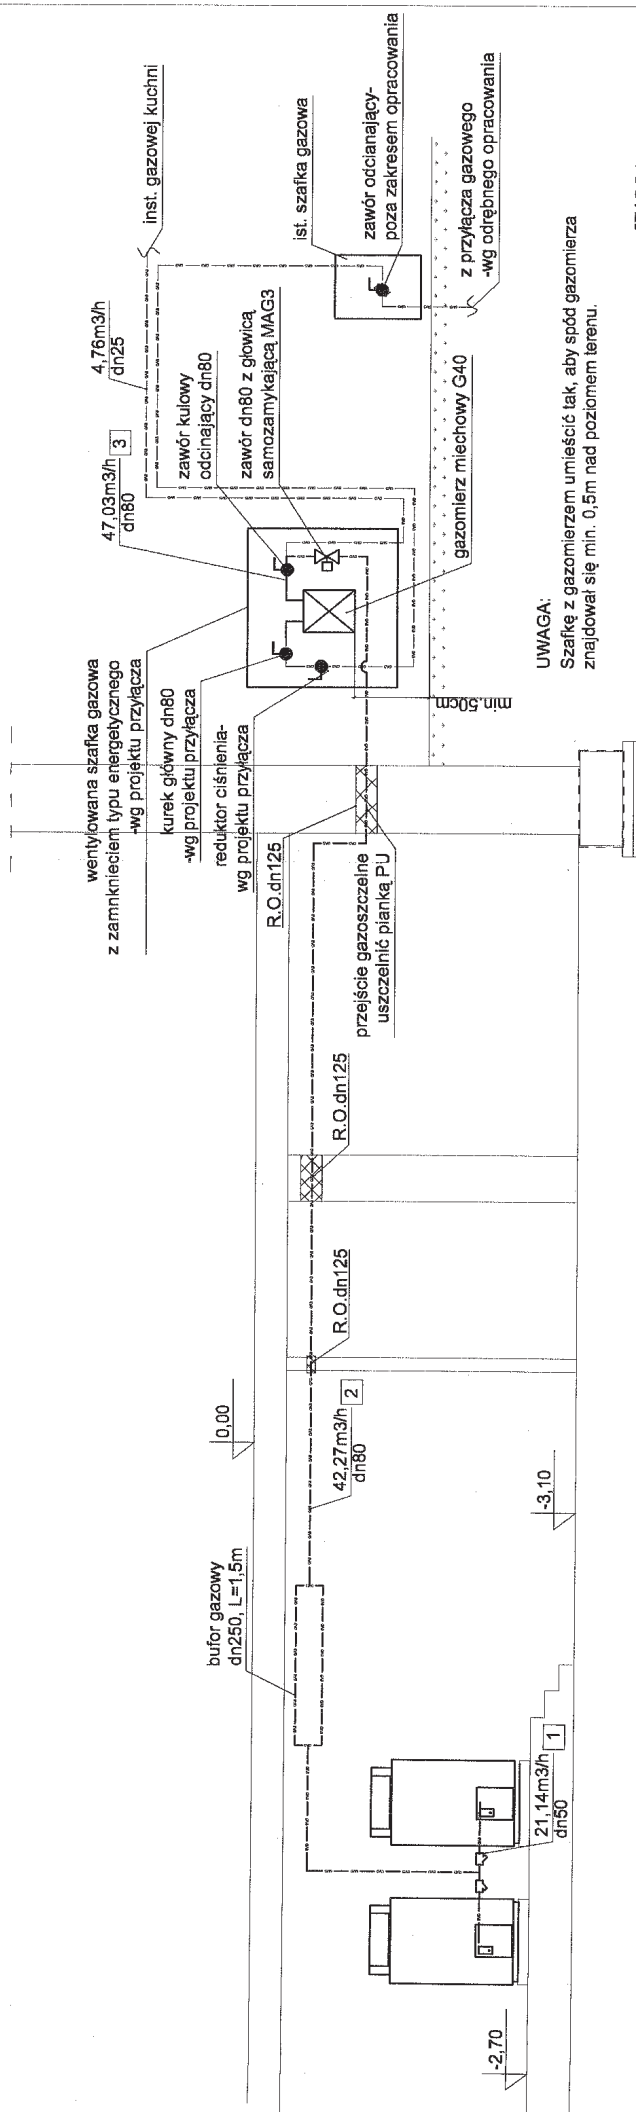 bufor gazowy
dn250, L=1,5m
0,00
wentylowana szafka gazowa
z zamnknieciem typu energetycznego
-wg projektu przyłącza
kurek główny dn80
-wg projektu przyłącza
reduktor ciśnienia-
wg projektu przyłącza
R.O.dn125
47,03m3/h 3
dn80
4,76m3/h
dn25
inst. gazowej kuchni
zawór kulowy
odcinający dn80
zawór dn80 z głowicą
samozamykającą MAG3
ist. szafka gazowa
zawór odcianający-
poza zakresem opracowania
z przyłącza gazowego
-wg odrębnego opracowania
gazomierz miechowy G40
min.50cm
przejście gazoszczelne
uszczelnić pianką PU
R.O.dn125
R.O.dn125
42,27m3/h 2
dn80
21,14m3/h 1
dn50
-2,70
-3,10
UWAGA:
Szafkę z gazomierzem umieścić tak, aby spód gazomierza
znajdował się min. 0,5m nad poziomem terenu.